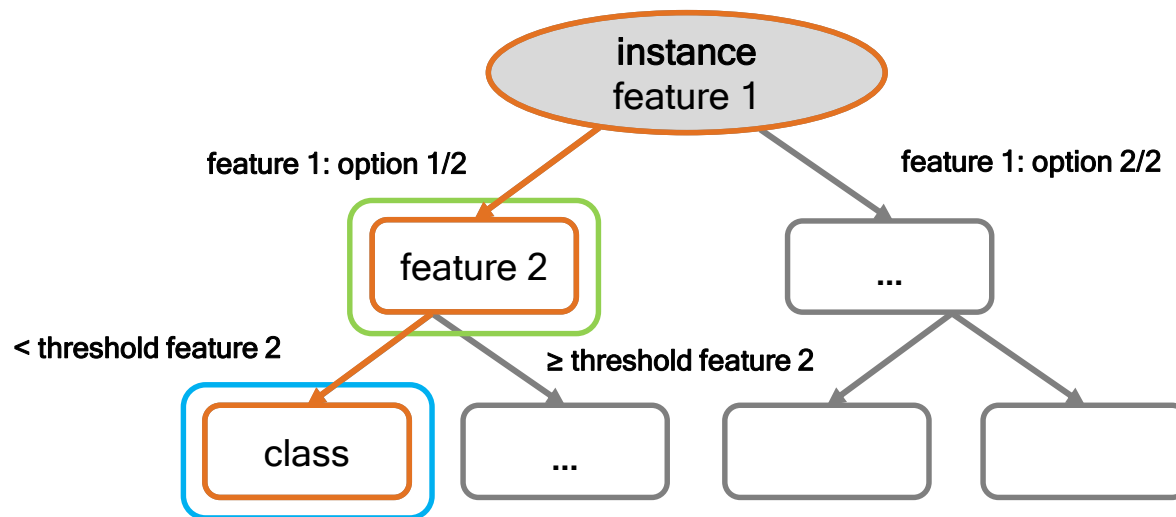 instance
feature 1
feature 1: option 1/2
feature 1: option 2/2
feature 2
...
< threshold feature 2
≥ threshold feature 2
class
...